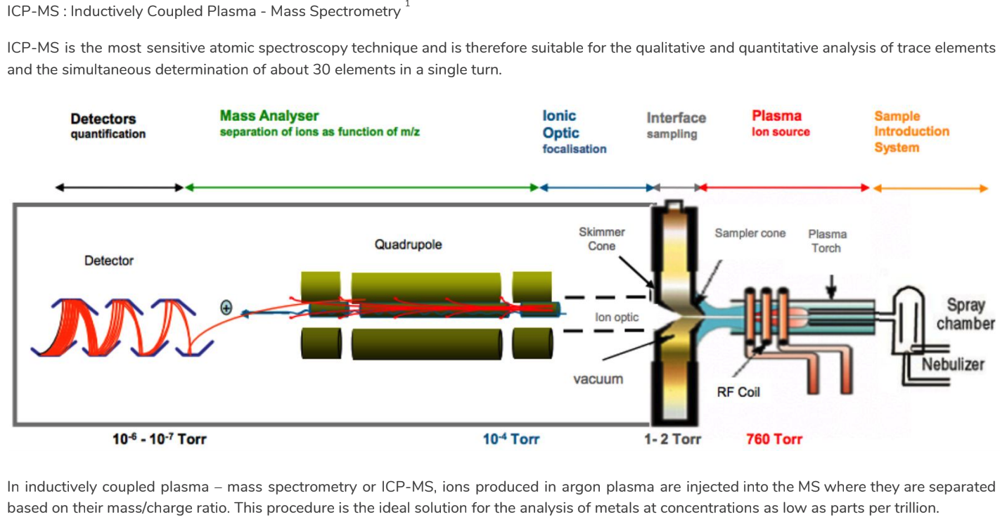 ICP-MS : Inductively Coupled Plasma - Mass Spectrometry 1
ICP-MS is the most sensitive atomic spectroscopy technique and is therefore suitable for the qualitative and quantitative analysis of trace elements
and the simultaneous determination of about 30 elements in a single turn.
Detectors
quantification
Mass Analyser
separation of ions as function of m/z
Ionic
Optic
focalisation
Interface
sampling
Plasma
Ion source
Sample
Introduction
System
Detector
Quadrupole
Skimmer
Cone
Sampler cone
Plasma
Torch
+
Ion optic
Spray
chamber
vacuum
RF Coil
Nebulizer
10-6 - 10-7 Torr
10-4 Torr
1- 2 Torr
760 Torr
In inductively coupled plasma – mass spectrometry or ICP-MS, ions produced in argon plasma are injected into the MS where they are separated
based on their mass/charge ratio. This procedure is the ideal solution for the analysis of metals at concentrations as low as parts per trillion.